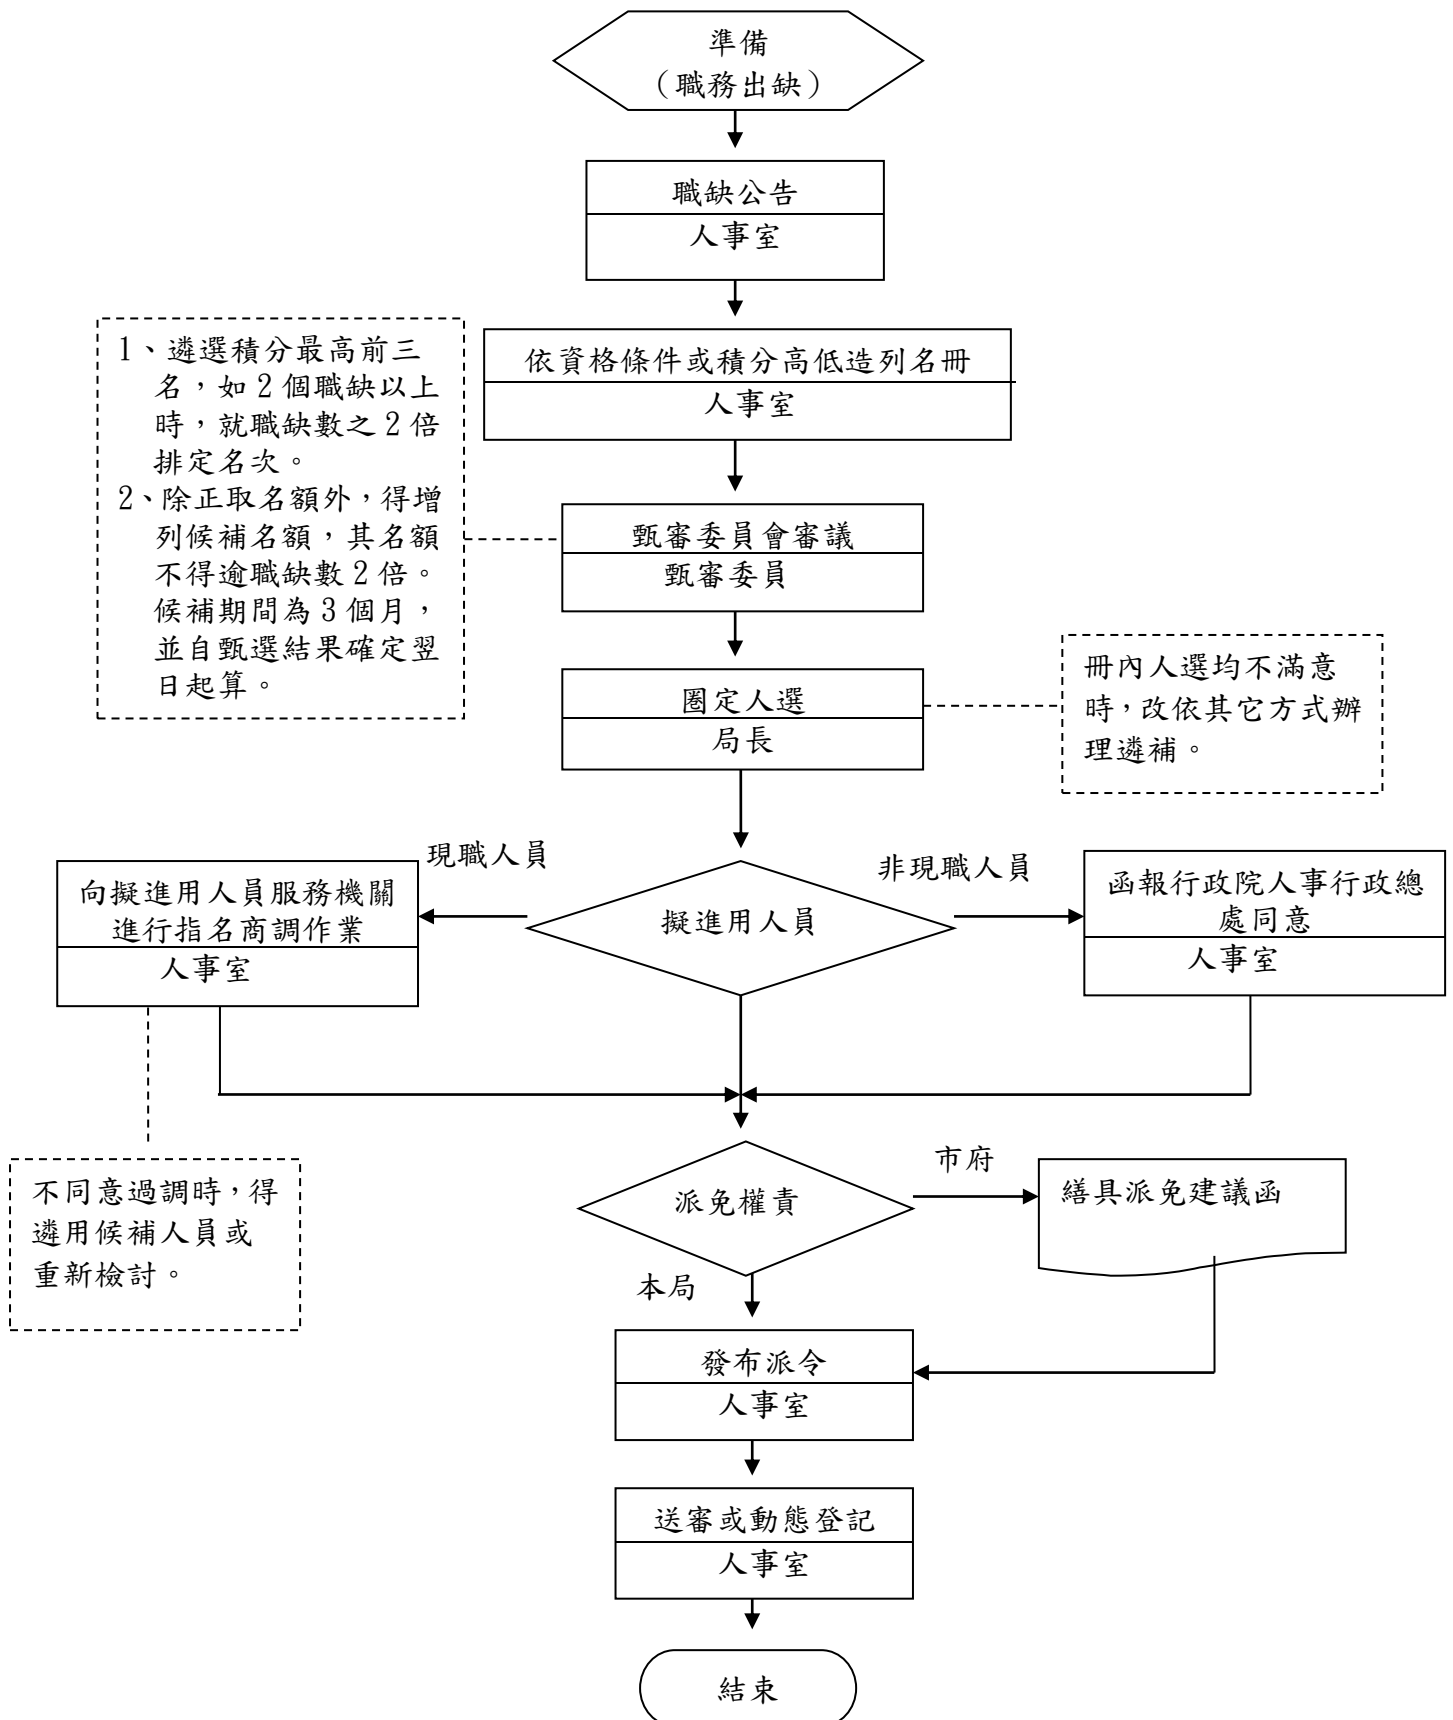 準備
（職務出缺）
職缺公告
人事室
1、遴選積分最高前三
名，如2個職缺以上
時，就職缺數之2倍
排定名次。
2、除正取名額外，得增
列候補名額，其名額
不得逾職缺數2倍。
候補期間為3個月，
並自甄選結果確定翌
日起算。
依資格條件或積分高低造列名冊
人事室
甄審委員會審議
甄審委員
圈定人選
局長
冊內人選均不滿意
時，改依其它方式辦
理遴補。
現職人員
非現職人員
向擬進用人員服務機關
進行指名商調作業
人事室
擬進用人員
函報行政院人事行政總
處同意
人事室
不同意過調時，得
遴用候補人員或
重新檢討。
派免權責
市府
繕具派免建議函
本局
發布派令
人事室
送審或動態登記
人事室
結束